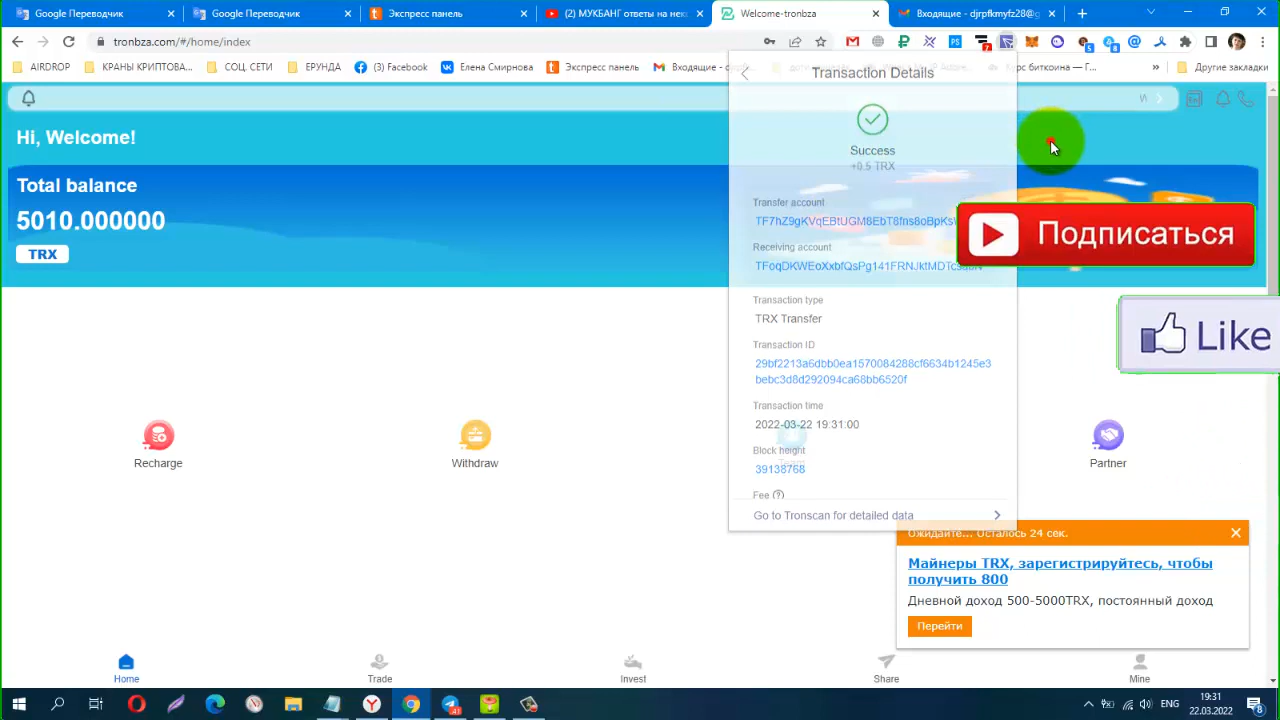 Google Переводчик
Google Переводчик
Экспресс панель
(2) МУКБАНГ ответы на нек
Welcome-tronbza
Входящие - djrpfkmyfz28@g
tronbza.com/#/home/index
AIRDROP
КРАНЫ КРИПТОВА...
СОЦ. СЕТИ
ЕРУНДА
(3) Facebook
Елена Смирнова
Экспресс панель
Курс биткоина — Г...
»
Другие закладки
Hi, Welcome!
Total balance
5010.000000
TRX
Transaction Details
Success
+0.5 TRX
Transfer account
Receiving account
Transaction type
TRX Transfer
Transaction ID
29bf2213a6dbb0ea1570084288cf6634b1245e3
bebc3d8d292094ca68bb6520f
Transaction time
2022-03-22 19:31:00
Block height
39138768
Fee
Go to Tronscan for detailed data
Подписаться
Like
Recharge
Withdraw
Team
Partner
Ожидайте... Осталось 24 сек.
Майнеры TRX, зарегистрируйтесь, чтобы
получить 800
Дневной доход 500-5000TRX, постоянный доход
Перейти
Home
Trade
Invest
Share
Mine
ENG
19:31
22.03.2022
8